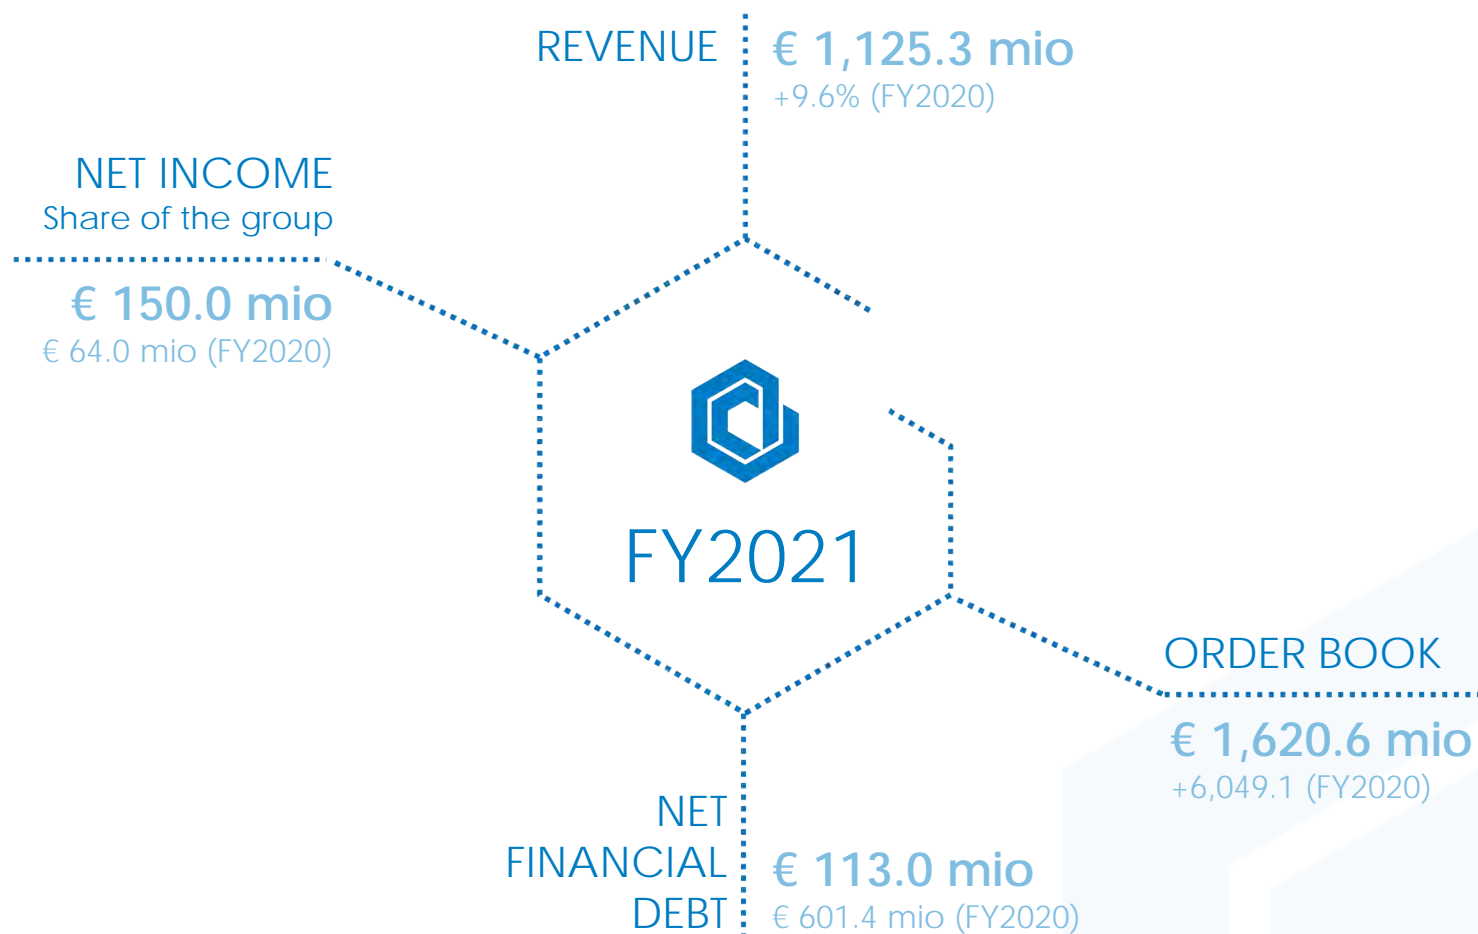 REVENUE
€ 1,125.3 mio
+9.6% (FY2020)
NET INCOME
Share of the group
€ 150.0 mio
€ 64.0 mio (FY2020)
FY2021
ORDER BOOK
€ 1,620.6 mio
+6,049.1 (FY2020)
NET
FINANCIAL
DEBT
€ 113.0 mio
€ 601.4 mio (FY2020)